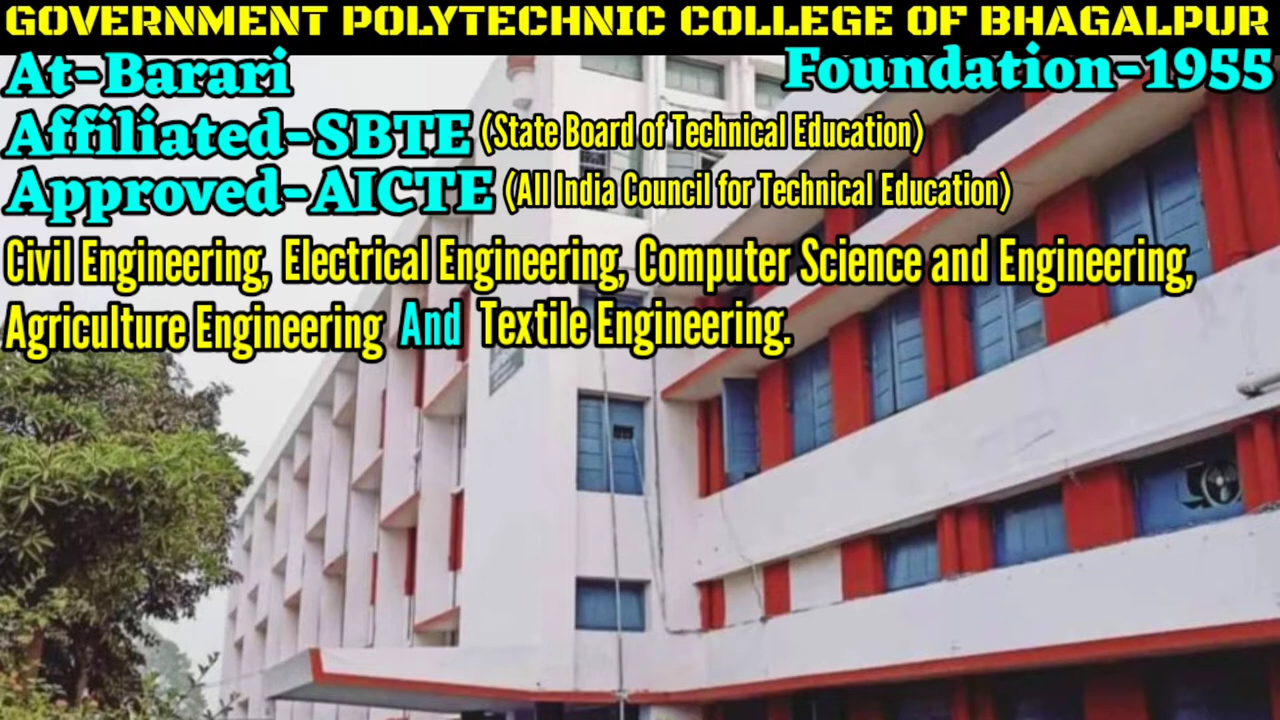 GOVERNMENT POLYTECHNIC COLLEGE OF BHAGALPUR
At-Barari
Foundation-1955
Affiliated-SBTE (State Board of Technical Education)
Approved-AICTE (All India Council for Technical Education)
Civil Engineering, Electrical Engineering, Computer Science and Engineering,
Agriculture Engineering And Textile Engineering.